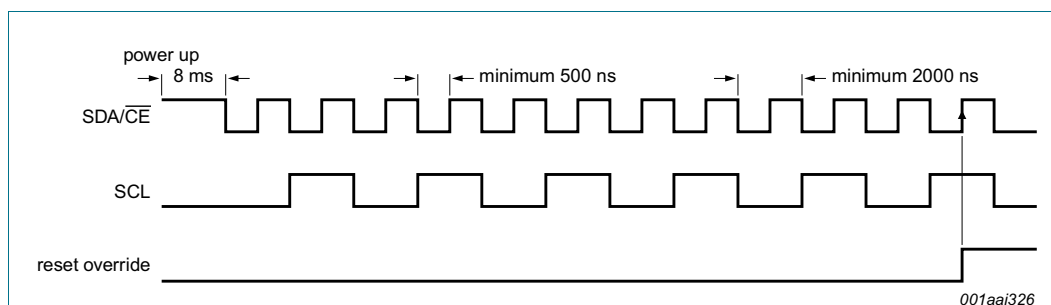 power up
8 ms
minimum 500 ns
minimum 2000 ns
SDA/CE
SCL
reset override
001aai326